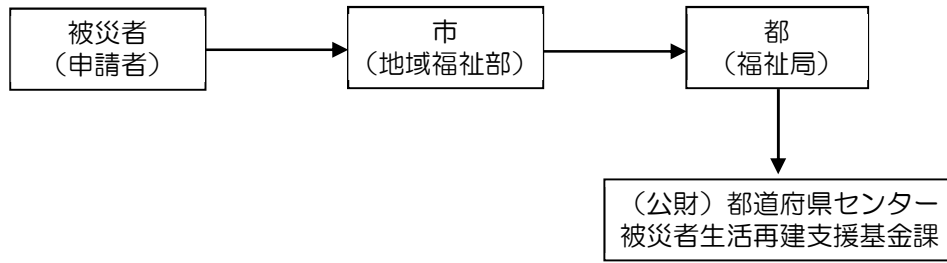 被災者
（申請者）
市
（地域福祉部）
都
（福祉局）
（公財）都道府県センター
被災者生活再建支援基金課